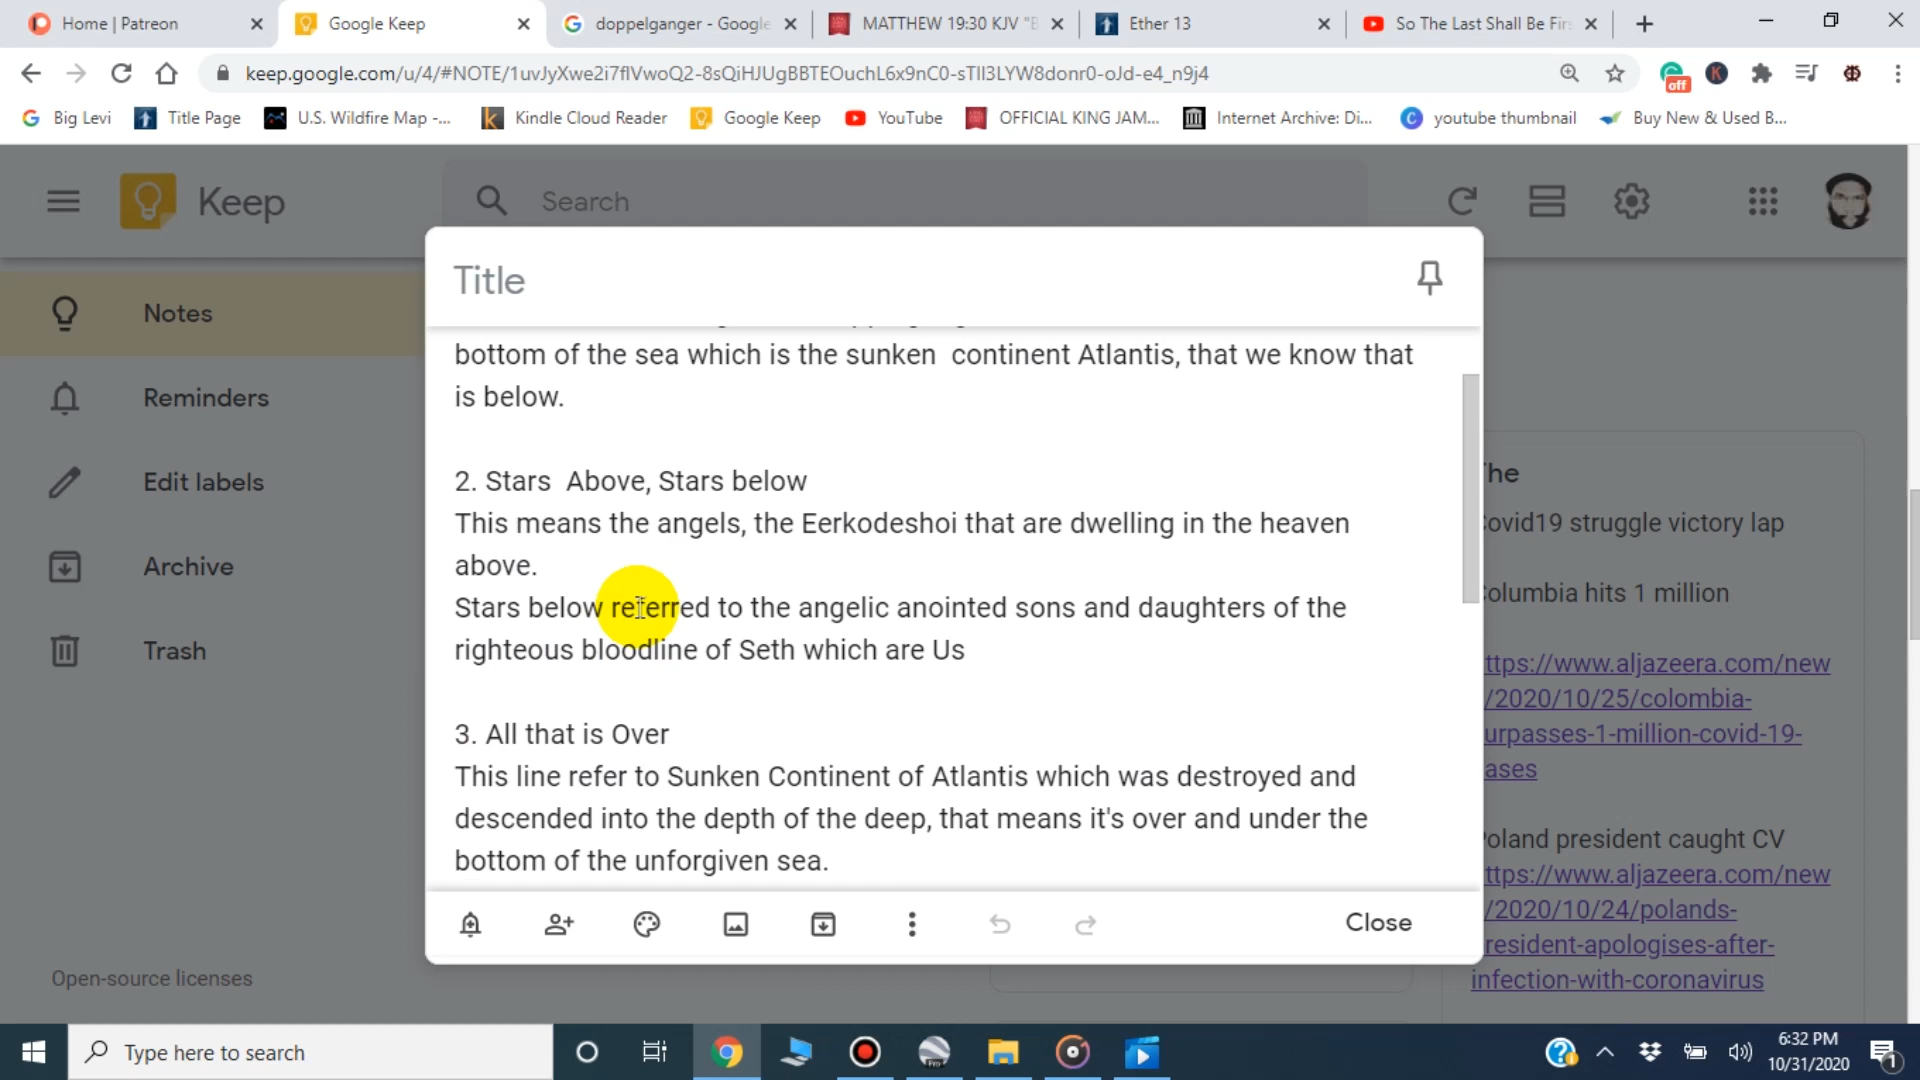 Home | Patreon
Google Keep
doppelganger - Google
MATTHEW 19:30 KJV "B
Ether 13
So The Last Shall Be Firs
keep.google.com/u/4/#NOTE/1uvJyXwe2i7flVwoQ2-8sQiHJUgBBTEOuchL6x9nC0-sTIl3LYW8donr0-oJd-e4_n9j4
off
K
Big Levi
Title Page
U.S. Wildfire Map -...
Kindle Cloud Reader
Google Keep
YouTube
OFFICIAL KING JAM...
Internet Archive: Di...
youtube thumbnail
Buy New & Used B...
Keep
Search
Notes
Reminders
Edit labels
Archive
Trash
Open-source licenses
Title
bottom of the sea which is the sunken  continent Atlantis, that we know that
is below.
2. Stars  Above, Stars below
This means the angels, the Eerkodeshoi that are dwelling in the heaven
above.
Stars below referred to the angelic anointed sons and daughters of the
righteous bloodline of Seth which are Us
3. All that is Over
This line refer to Sunken Continent of Atlantis which was destroyed and
descended into the depth of the deep, that means it's over and under the
bottom of the unforgiven sea.
Close
The
Covid19 struggle victory lap
Columbia hits 1 million
ttps://www.aljazeera.com/new
/2020/10/25/colombia-
urpasses-1-million-covid-19-
ases
Poland president caught CV
ttps://www.aljazeera.com/new
/2020/10/24/polands-
resident-apologises-after-
infection-with-coronavirus
Type here to search
6:32 PM
10/31/2020
1